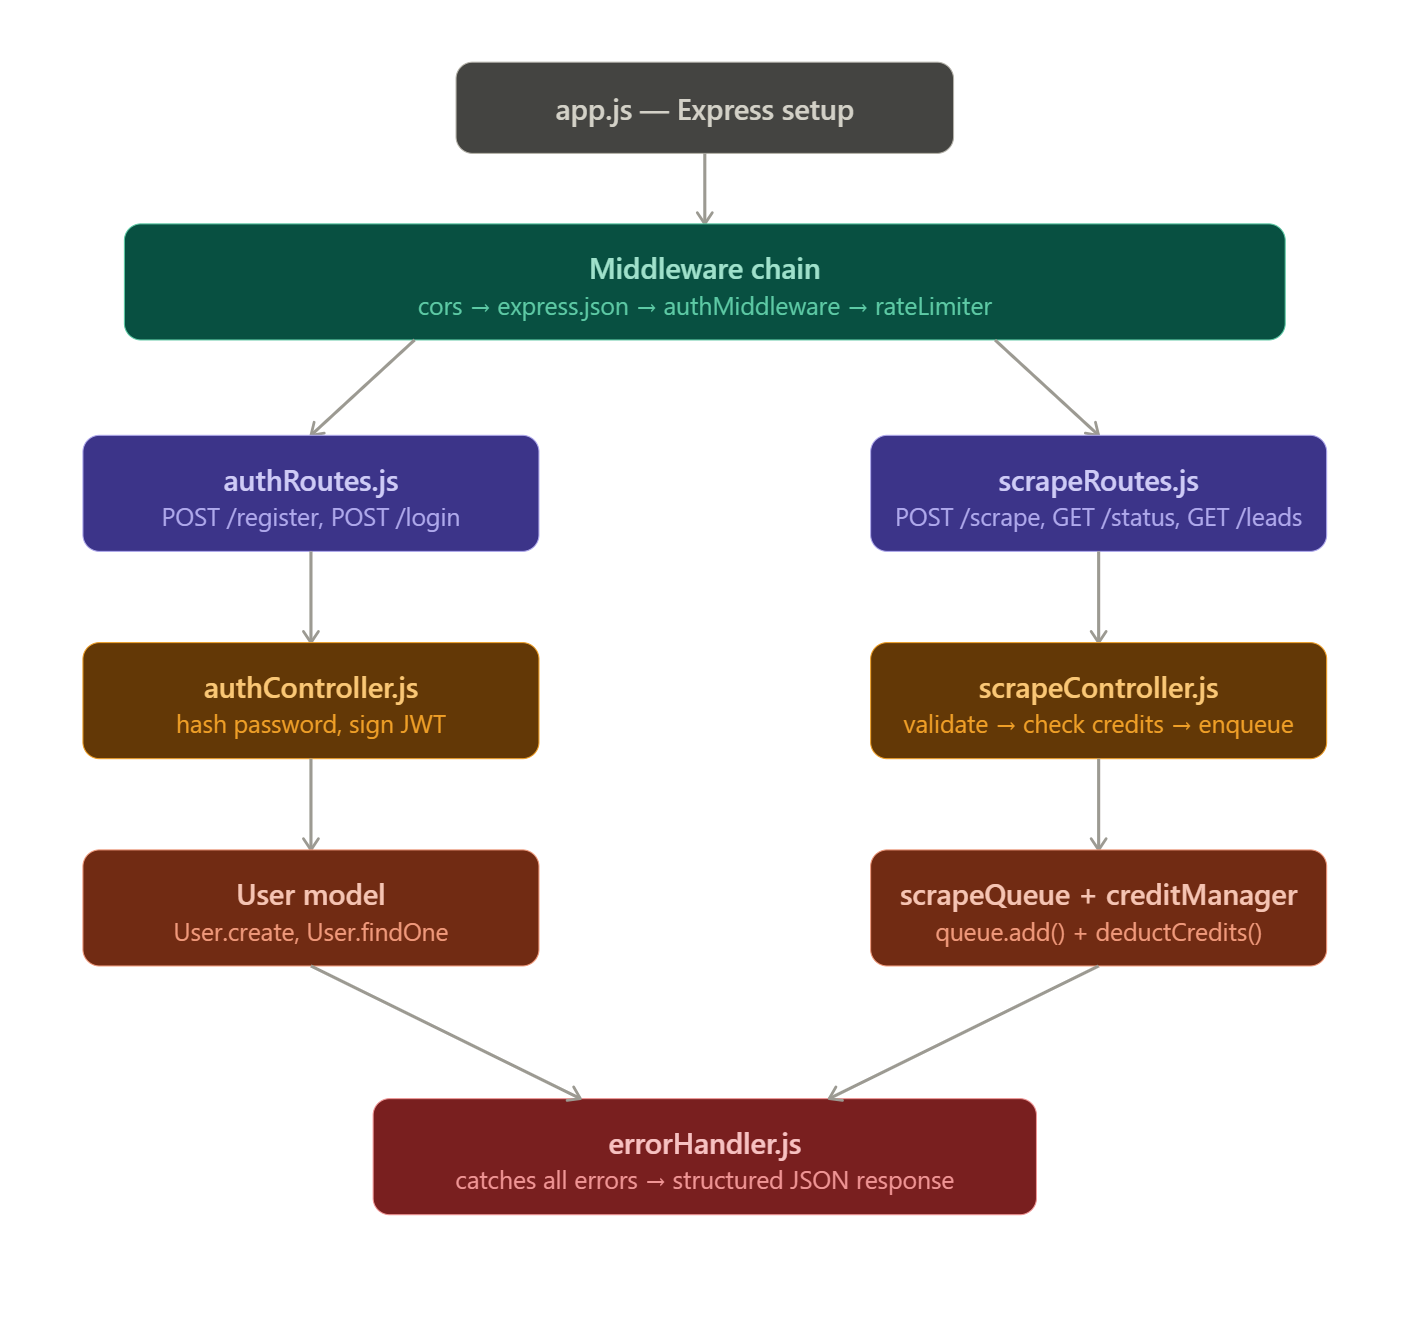 app.js — Express setup
Middleware chain
cors → express.json → authMiddleware → rateLimiter
authRoutes.js
POST /register, POST /login
scrapeRoutes.js
POST /scrape, GET /status, GET /leads
authController.js
hash password, sign JWT
scrapeController.js
validate → check credits → enqueue
User model
User.create, User.findOne
scrapeQueue + creditManager
queue.add() + deductCredits()
errorHandler.js
catches all errors → structured JSON response